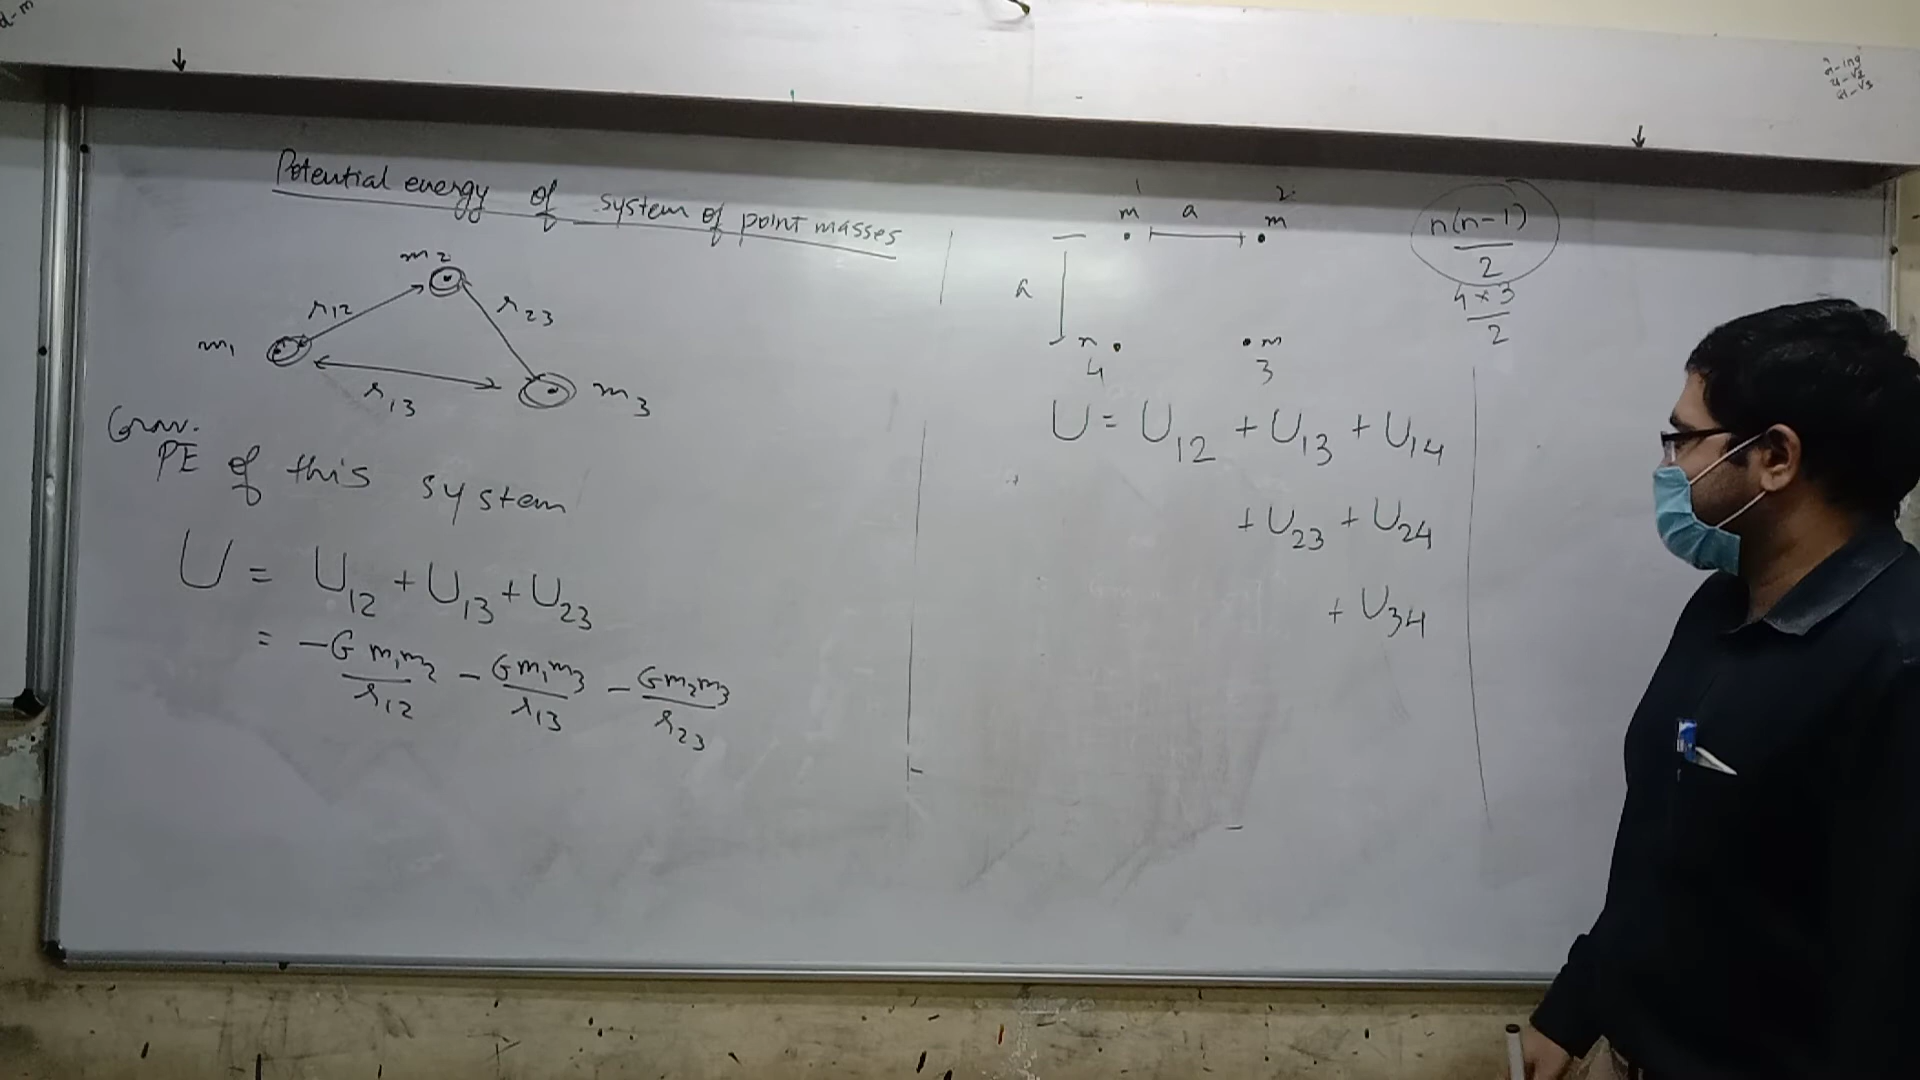 d-m
Potential energy of system of point masses
m2
r12
r23
m1
m3
r13
Grav.
PE of this system
U = U12 + U13 + U23
= -G m1m2/r12 - Gm1m3/r13 - Gm2m3/r23
1
2
m
a
m
a
m
4
3
U = U12 + U13 + U14
+ U23 + U24
+ U34
n(n-1)/2
4×3/2